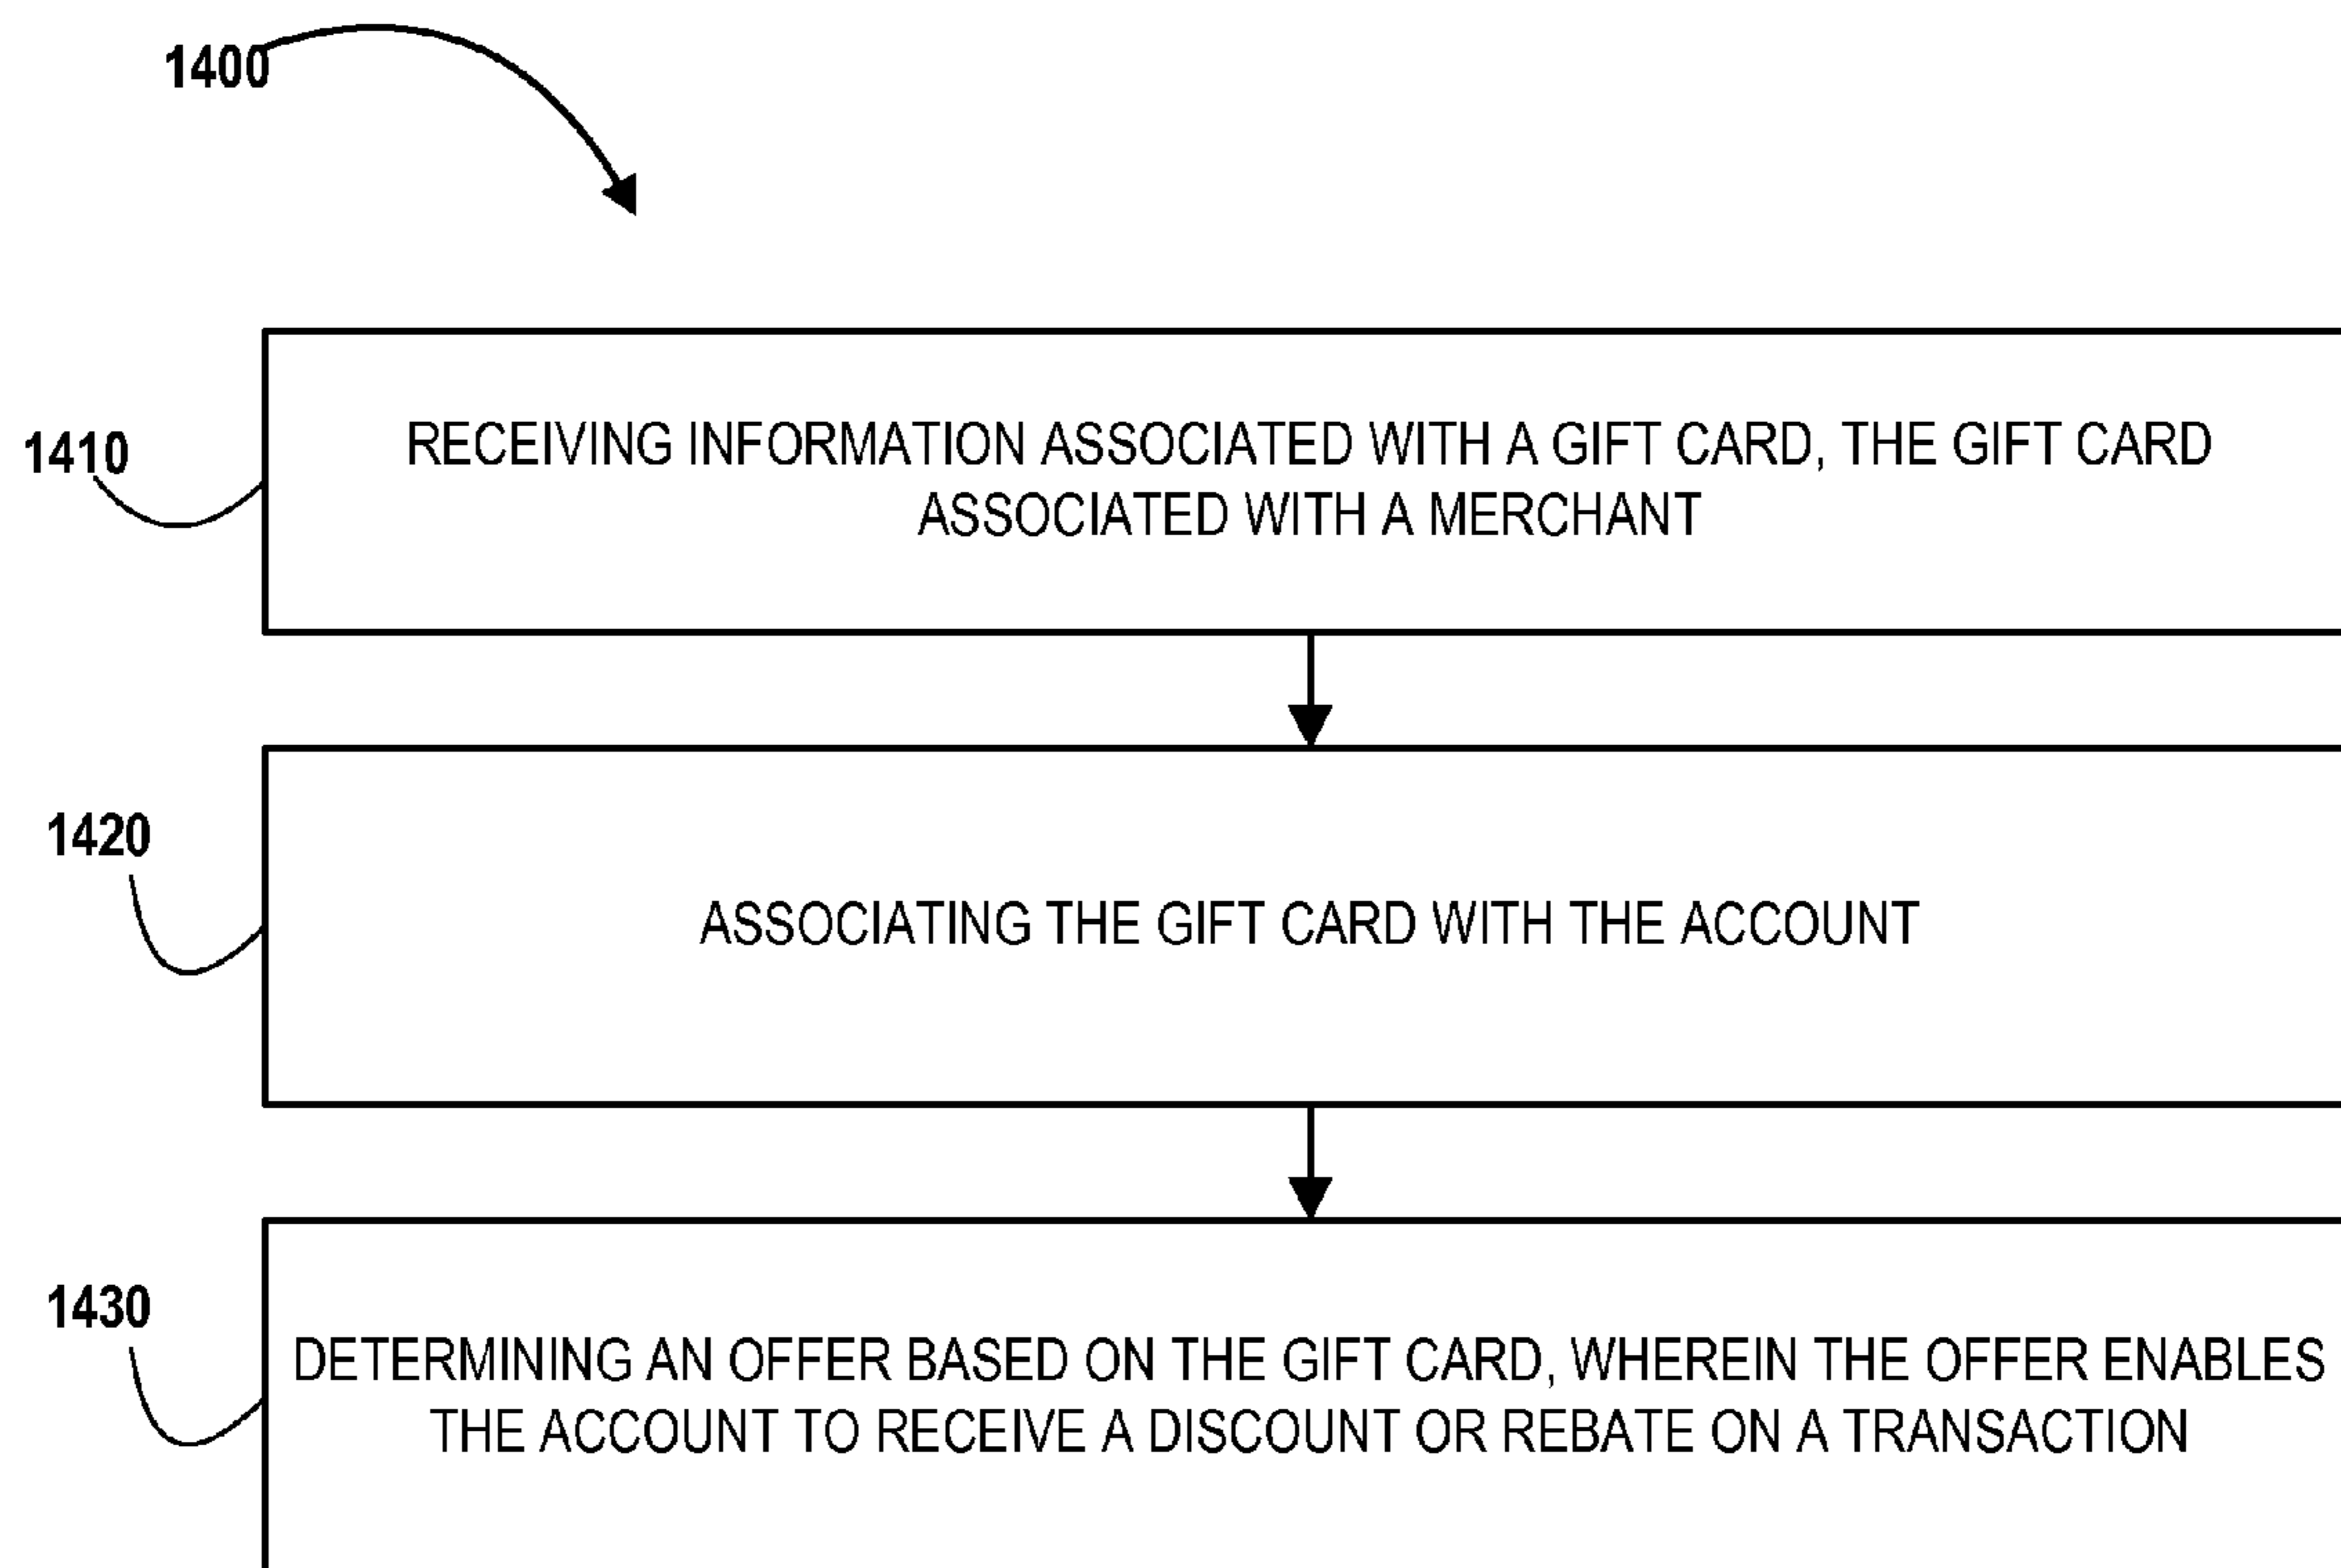 1400
1410
RECEIVING INFORMATION ASSOCIATED WITH A GIFT CARD, THE GIFT CARD
ASSOCIATED WITH A MERCHANT
1420
ASSOCIATING THE GIFT CARD WITH THE ACCOUNT
1430
DETERMINING AN OFFER BASED ON THE GIFT CARD, WHEREIN THE OFFER ENABLES
THE ACCOUNT TO RECEIVE A DISCOUNT OR REBATE ON A TRANSACTION